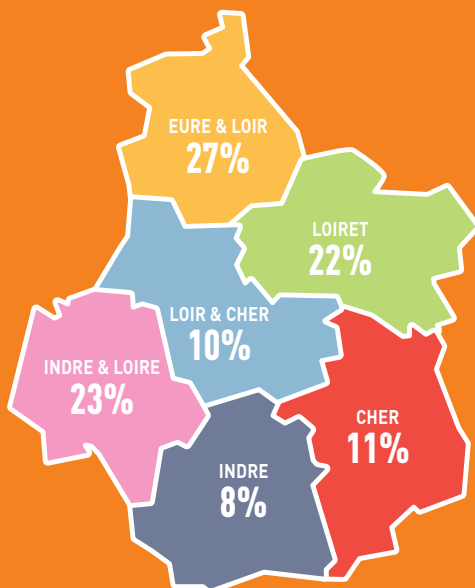 EURE & LOIR
27%
LOIRET
22%
LOIR & CHER
10%
INDRE & LOIRE
23%
CHER
11%
INDRE
8%